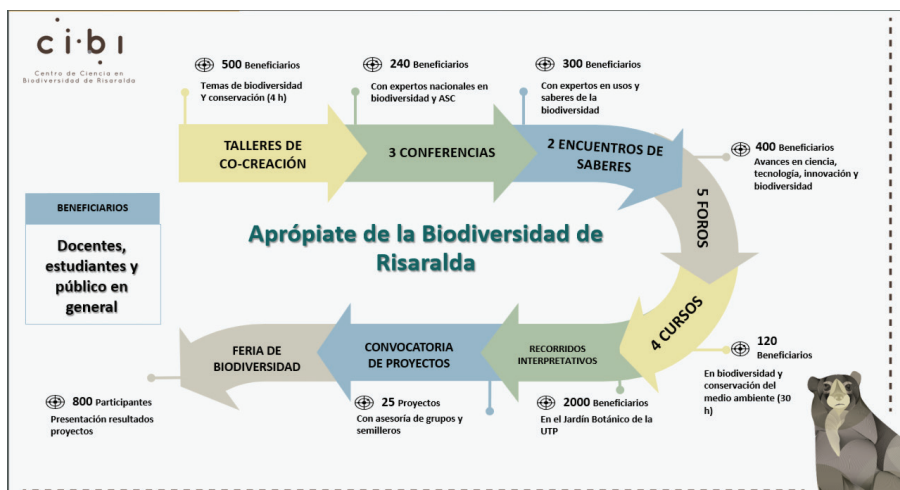 ci·bi
Centro de Ciencia en
Biodiversidad de Risaralda
500 Beneficiarios
Temas de biodiversidad
Y conservación (4 h)
240 Beneficiarios
Con expertos nacionales en
biodiversidad y ASC
300 Beneficiarios
Con expertos en usos y
saberes de la
biodiversidad
TALLERES DE
CO-CREACIÓN
3 CONFERENCIAS
2 ENCUENTROS DE
SABERES
400 Beneficiarios
Avances en ciencia,
tecnología, innovación y
biodiversidad
5 FOROS
BENEFICIARIOS
Docentes,
estudiantes y
público en
general
Aprópiate de la Biodiversidad de
Risaralda
4 CURSOS
120
Beneficiarios
En biodiversidad y
conservación del
medio ambiente (30
h)
RECORRIDOS
INTERPRETATIVOS
2000 Beneficiarios
En el Jardín Botánico de la
UTP
CONVOCATORIA
DE PROYECTOS
25 Proyectos
Con asesoría de grupos y
semilleros
FERIA DE
BIODIVERSIDAD
800 Participantes
Presentación resultados
proyectos